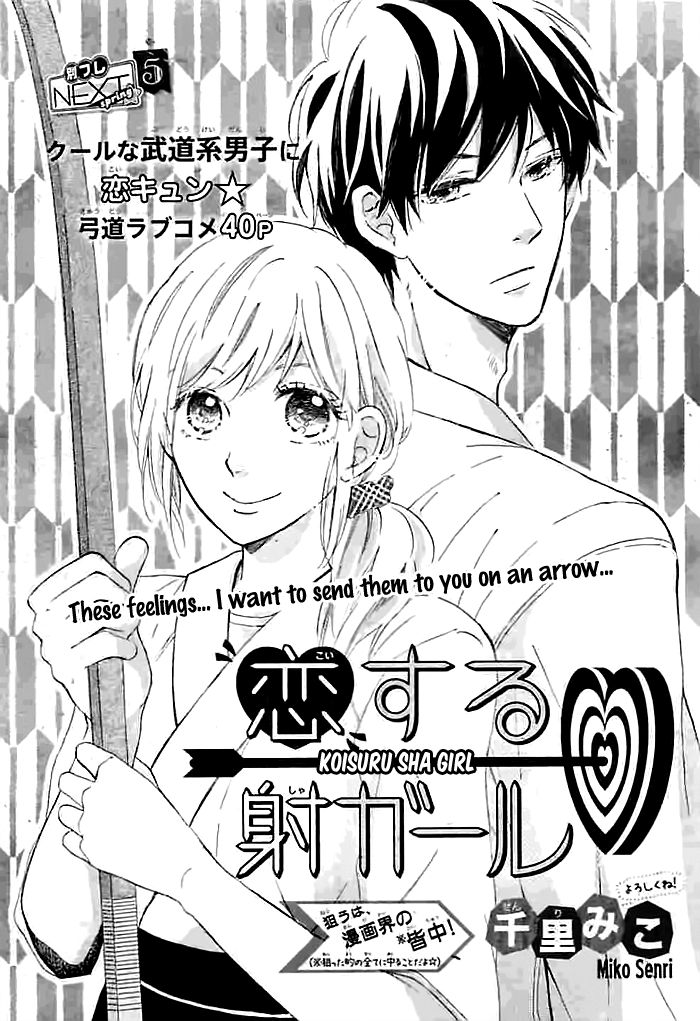 別フレ
NEXT
spring
5
クールな武道系男子に
恋キュン☆
弓道ラブコメ40P
These feelings... I want to send them to you on an arrow...
恋する
KOISURU SHA GIRL
射ガール
狙うは、
漫画界の
※皆中!
(※狙った的の全てに中ることだよ☆)
よろしくね!
千里みこ
Miko Senri